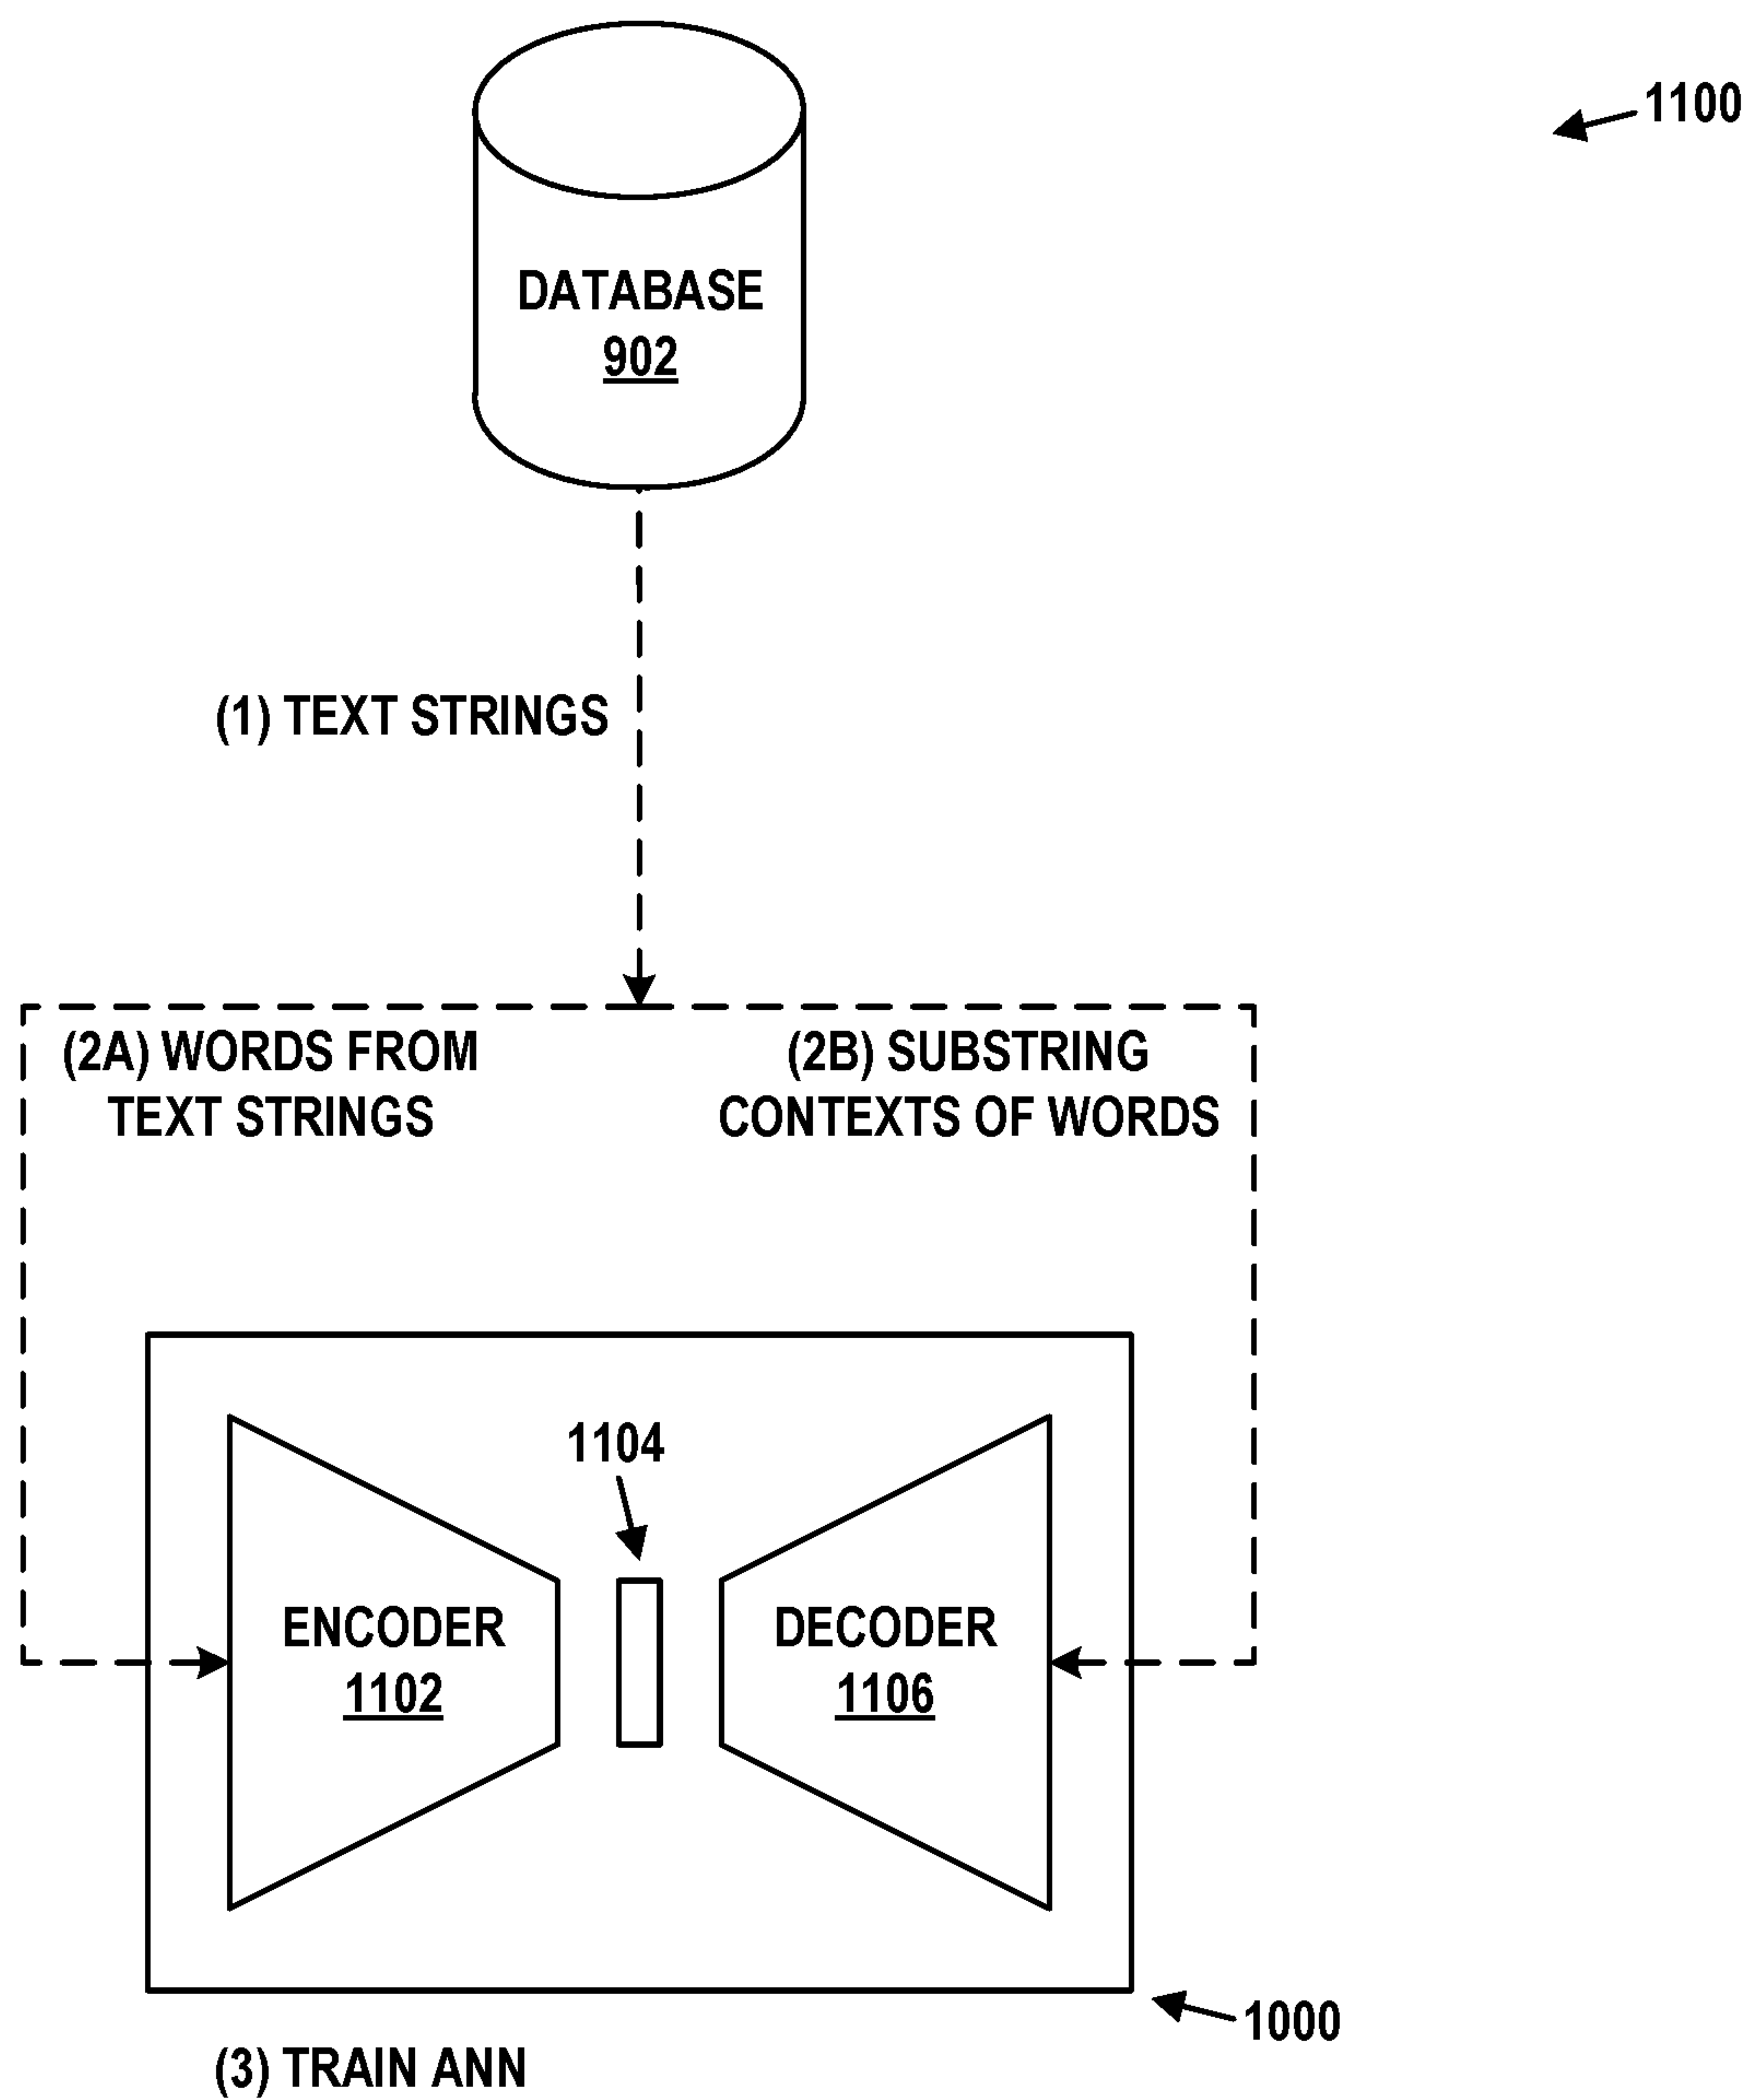 1100
DATABASE
902
(1) TEXT STRINGS
(2A) WORDS FROM
TEXT STRINGS
(2B) SUBSTRING
CONTEXTS OF WORDS
1104
ENCODER
1102
DECODER
1106
1000
(3) TRAIN ANN